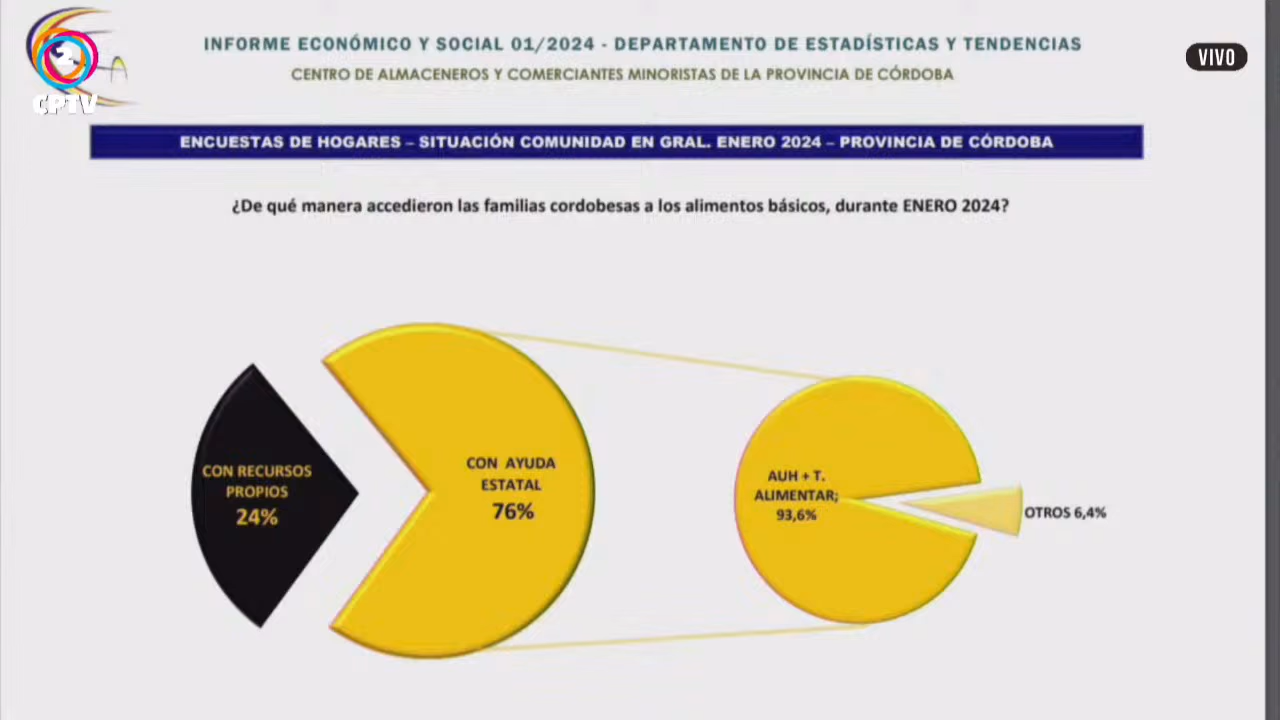 INFORME ECONÓMICO Y SOCIAL 01/2024 - DEPARTAMENTO DE ESTADÍSTICAS Y TENDENCIAS
VIVO
CENTRO DE ALMACENEROS Y COMERCIANTES MINORISTAS DE LA PROVINCIA DE CÓRDOBA
CPTV
ENCUESTAS DE HOGARES – SITUACIÓN COMUNIDAD EN GRAL. ENERO 2024 – PROVINCIA DE CÓRDOBA
¿De qué manera accedieron las familias cordobesas a los alimentos básicos, durante ENERO 2024?
CON RECURSOS
PROPIOS
24%
CON AYUDA
ESTATAL
76%
AUH + T.
ALIMENTAR;
93,6%
OTROS 6,4%